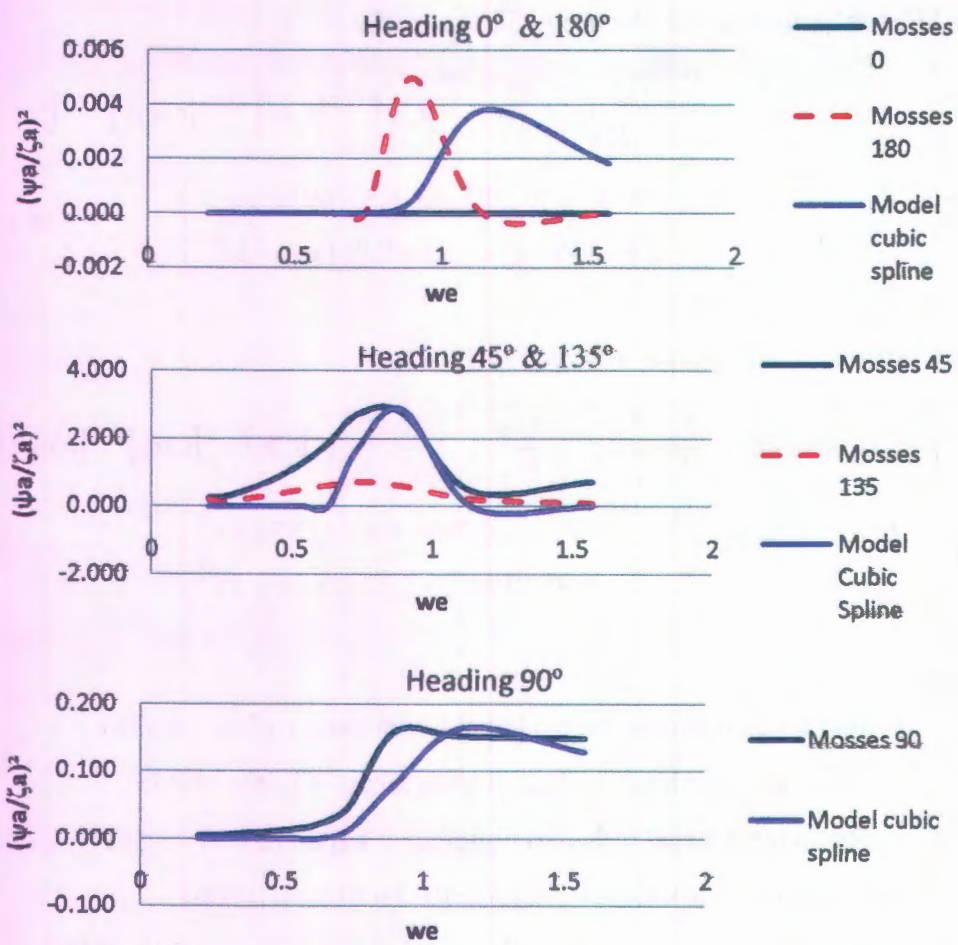 Heading 0° & 180°
0.006
0.004
0.002
0.000
-0.002
(ψa/ζa)²
0
0.5
1
1.5
2
we
Mosses
0
Mosses
180
Model
cubic
spline
Heading 45° & 135°
4.000
2.000
0.000
-2.000
(ψa/ζa)²
0
0.5
1
1.5
2
we
Mosses 45
Mosses
135
Model
Cubic
Spline
Heading 90°
0.200
0.100
0.000
-0.100
(ψa/ζa)²
0
0.5
1
1.5
2
we
Mosses 90
Model cubic
spline